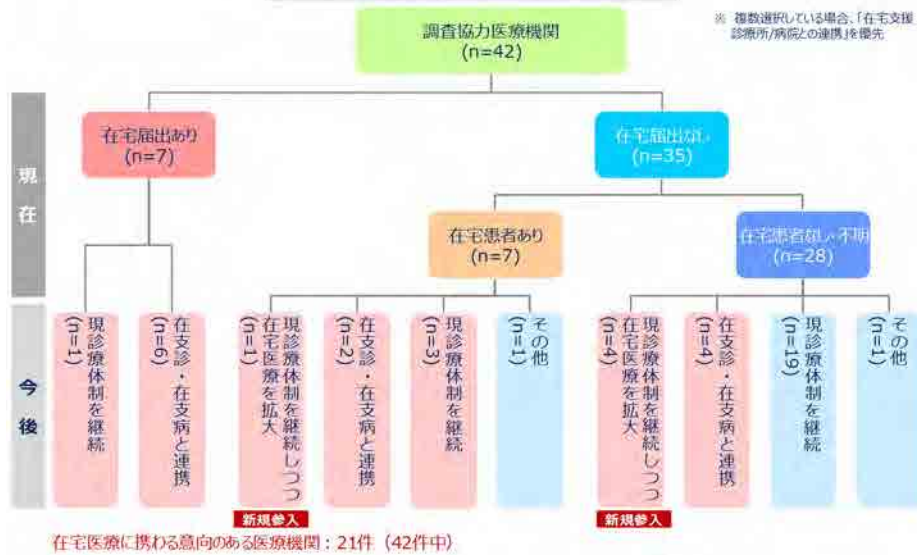 調査協力医療機関
(n=42)
※ 複数選択している場合、「在宅支援
診療所/病院との連携」を優先
現在
在宅届出あり
(n=7)
在宅届出なし
(n=35)
在宅患者あり
(n=7)
在宅患者なし・不明
(n=28)
今後
現診療体制を継続
(n=1)
在支診・在支病と連携
(n=6)
現診療体制を継続しつつ
在宅医療を拡大
(n=1)
在支診・在支病と連携
(n=2)
現診療体制を継続
(n=3)
その他
(n=1)
現診療体制を継続しつつ
在宅医療を拡大
(n=4)
在支診・在支病と連携
(n=4)
現診療体制を継続
(n=19)
その他
(n=1)
新規参入
新規参入
在宅医療に携わる意向のある医療機関：21件（42件中）